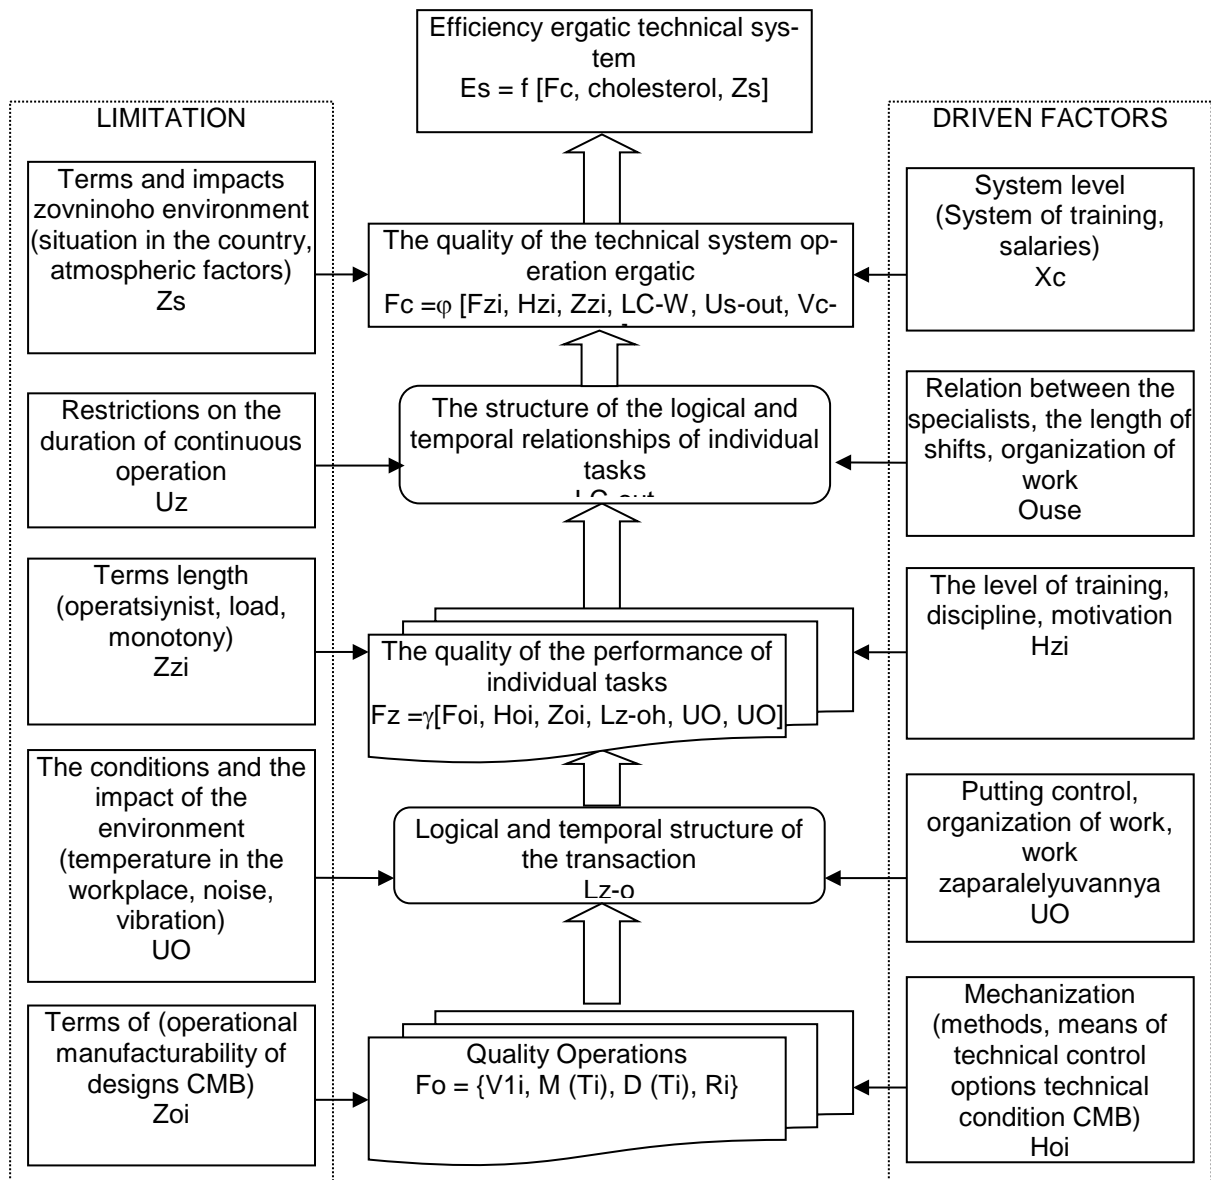 Efficiency ergatic technical sys-
tem
Es = f [Fc, cholesterol, Zs]
LIMITATION
Terms and impacts
zovninoho environment
(situation in the country,
atmospheric factors)
Zs
Restrictions on the
duration of continuous
operation
Uz
Terms length
(operatsiynist, load,
monotony)
Zzi
The conditions and the
impact of the
environment
(temperature in the
workplace, noise,
vibration)
UO
Terms of (operational
manufacturability of
designs CMB)
Zoi
The quality of the technical system op-
eration ergatic
Fc =φ [Fzi, Hzi, Zzi, LC-W, Us-out, Vc-
The structure of the logical and
temporal relationships of individual
tasks
LC-out
The quality of the performance of
individual tasks
Fz =γ[Foi, Hoi, Zoi, Lz-oh, UO, UO]
Logical and temporal structure of
the transaction
Lz-o
Quality Operations
Fo = {V1i, M (Ti), D (Ti), Ri}
DRIVEN FACTORS
System level
(System of training,
salaries)
Xc
Relation between the
specialists, the length of
shifts, organization of
work
Ouse
The level of training,
discipline, motivation
Hzi
Putting control,
organization of work,
work
zaparalelyuvannya
UO
Mechanization
(methods, means of
technical control
options technical
condition CMB)
Hoi